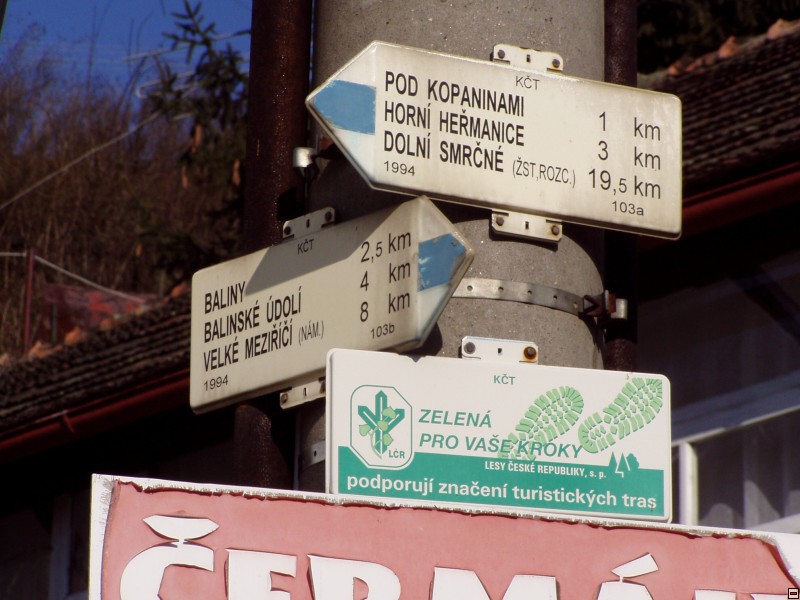 KČT
POD KOPANINAMI 1 km
HORNÍ HEŘMANICE 3 km
DOLNÍ SMRČNÉ (ŽST,ROZC.) 19,5 km
1994 103a
KČT
BALINY 2,5 km
BALINSKÉ ÚDOLÍ 4 km
VELKÉ MEZIŘÍČÍ (NÁM.) 8 km
1994 103b
KČT
LČR
ZELENÁ
PRO VAŠE KROKY
LESY ČESKÉ REPUBLIKY, s. p.
podporují značení turistických tras